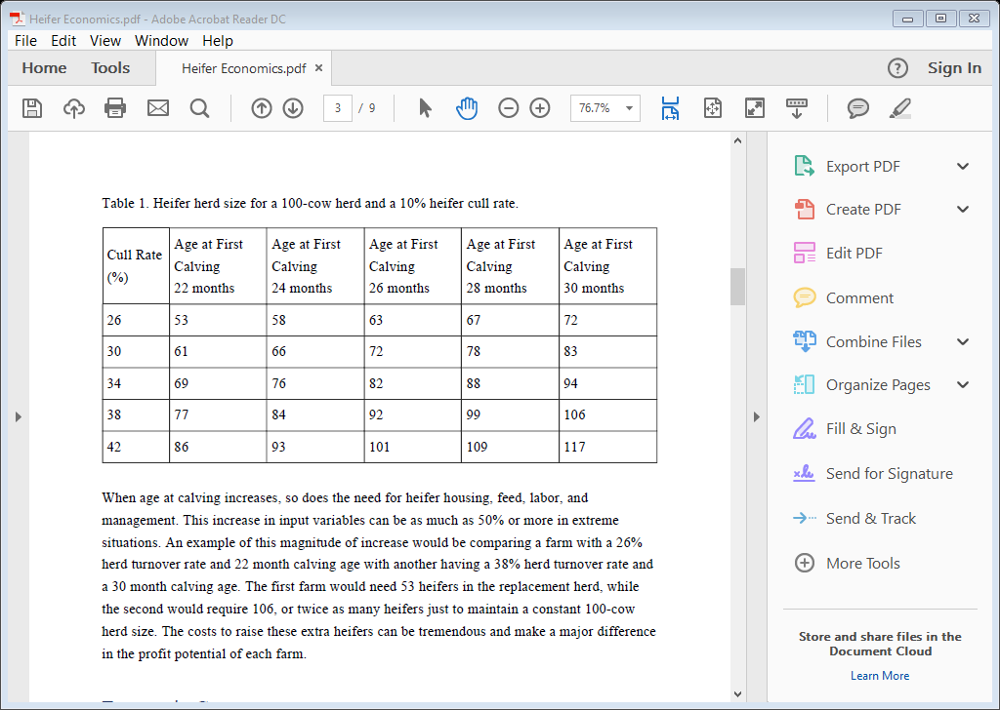 Heifer Economics.pdf - Adobe Acrobat Reader DC
File Edit View Window Help
Home Tools Heifer Economics.pdf × ? Sign In
3 / 9 76.7%
Table 1. Heifer herd size for a 100-cow herd and a 10% heifer cull rate.
Cull Rate (%) Age at First Calving 22 months Age at First Calving 24 months Age at First Calving 26 months Age at First Calving 28 months Age at First Calving 30 months
26 53 58 63 67 72
30 61 66 72 78 83
34 69 76 82 88 94
38 77 84 92 99 106
42 86 93 101 109 117
When age at calving increases, so does the need for heifer housing, feed, labor, and
management. This increase in input variables can be as much as 50% or more in extreme
situations. An example of this magnitude of increase would be comparing a farm with a 26%
herd turnover rate and 22 month calving age with another having a 38% herd turnover rate and
a 30 month calving age. The first farm would need 53 heifers in the replacement herd, while
the second would require 106, or twice as many heifers just to maintain a constant 100-cow
herd size. The costs to raise these extra heifers can be tremendous and make a major difference
in the profit potential of each farm.
Export PDF
Create PDF
Edit PDF
Comment
Combine Files
Organize Pages
Fill & Sign
Send for Signature
Send & Track
More Tools
Store and share files in the
Document Cloud
Learn More